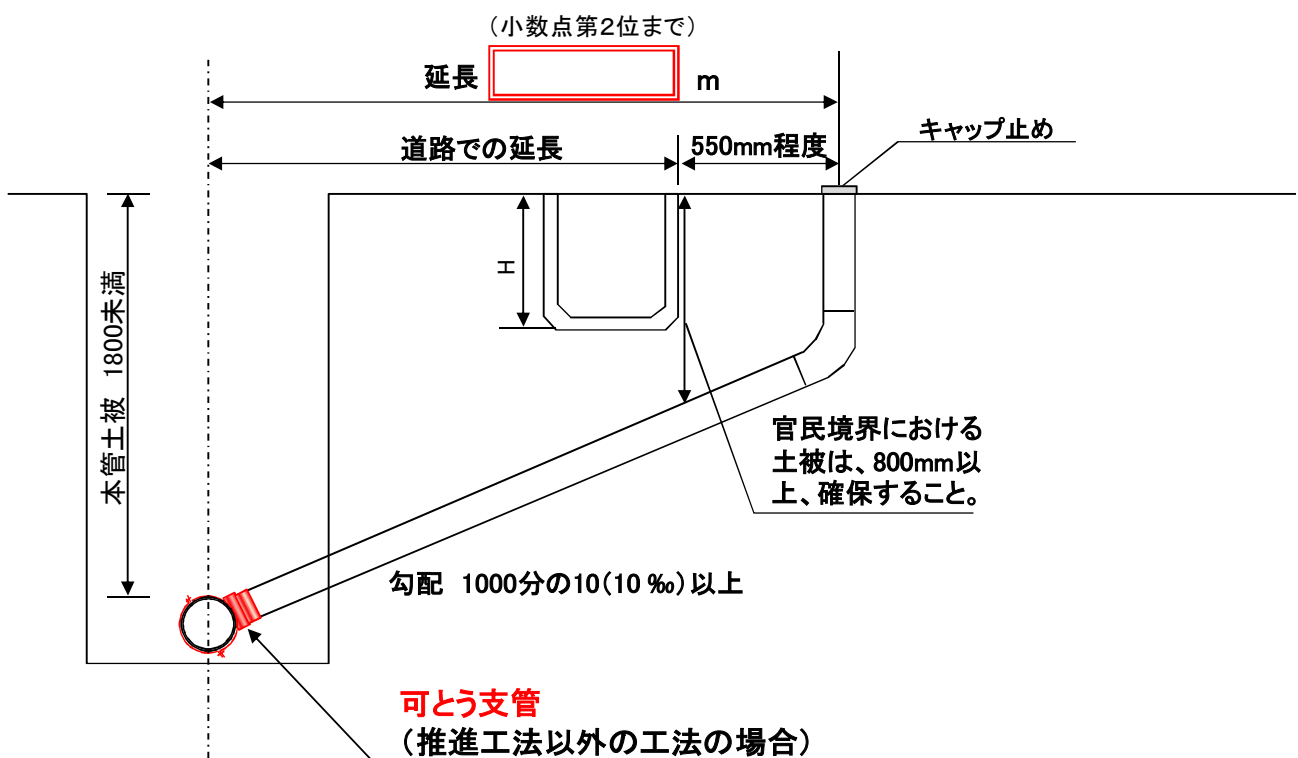 （小数点第２位まで）
延長 m
道路での延長 550mm程度 キャップ止め
H
本管土被 1800未満
官民境界における
土被は、800mm以
上、確保すること。
勾配 1000分の10(10 ‰)以上
可とう支管
（推進工法以外の工法の場合）